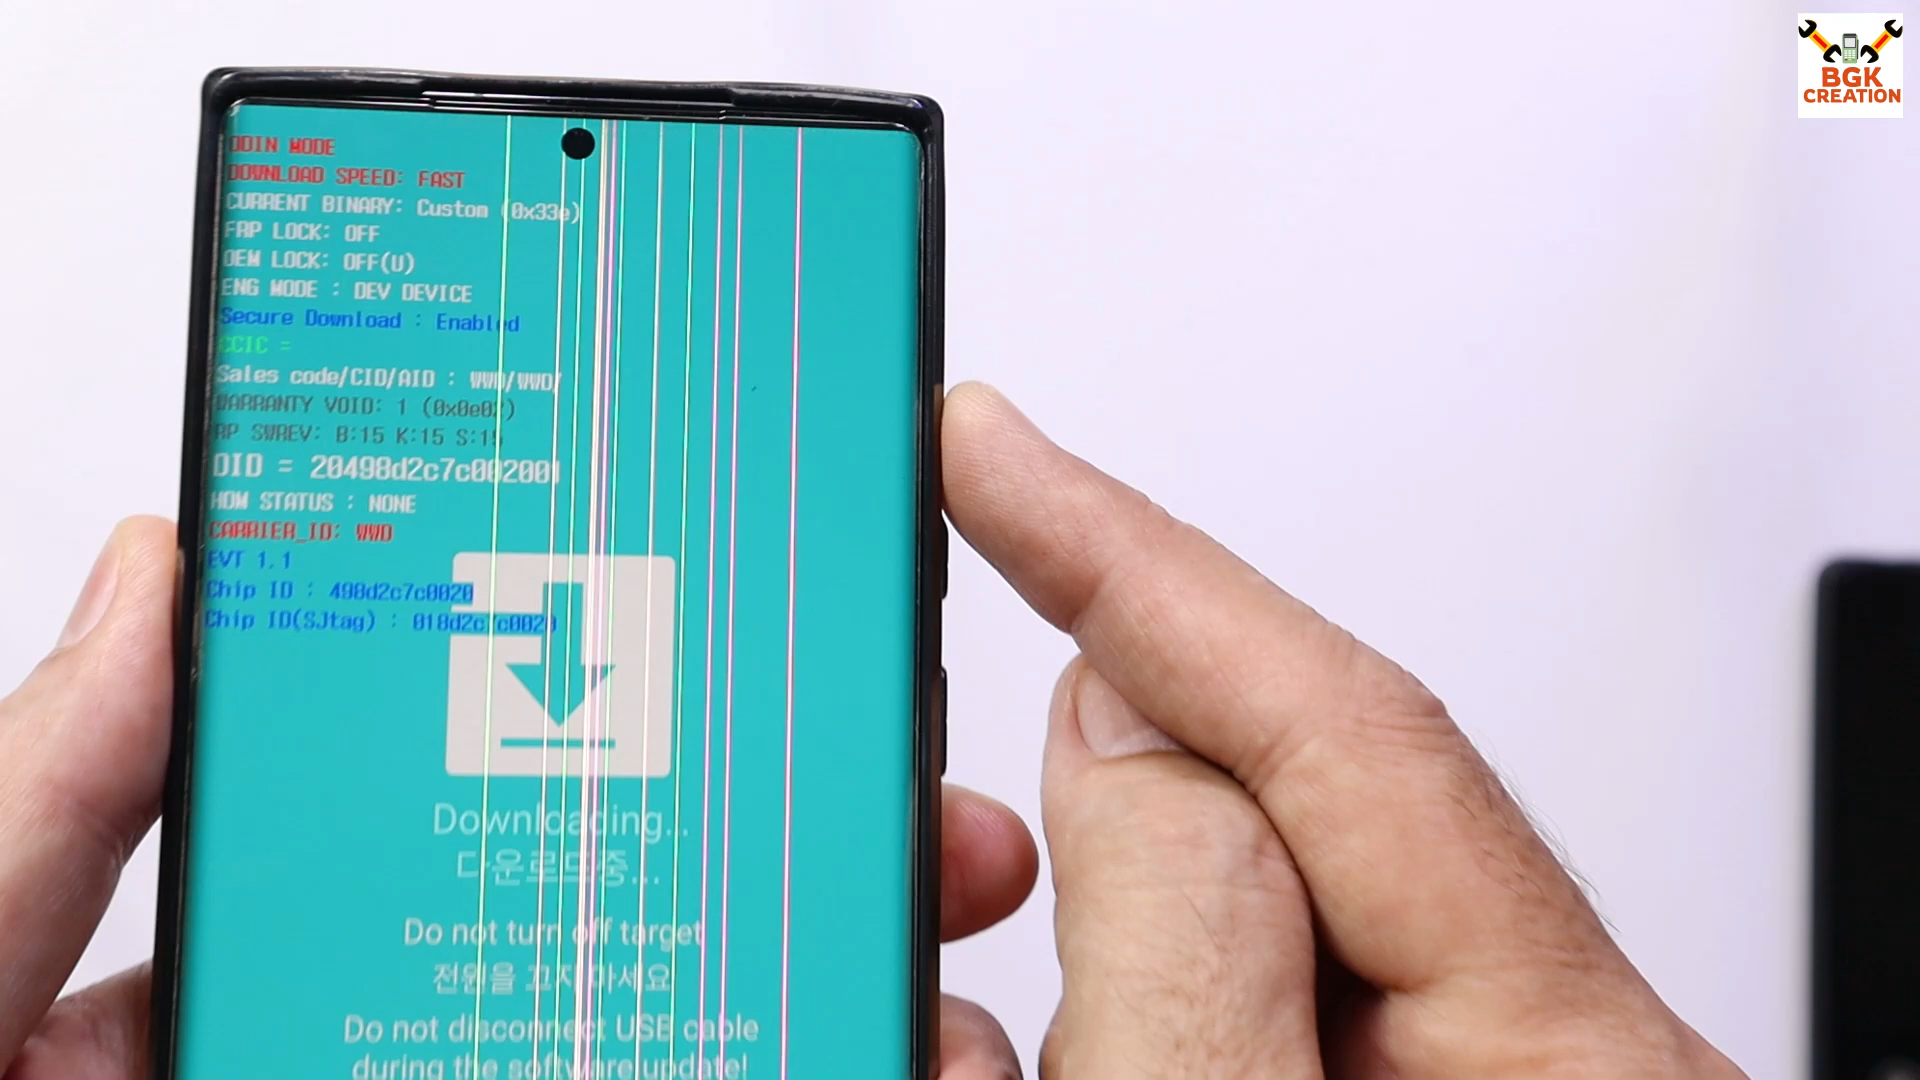 ODIN MODE
DOWNLOAD SPEED: FAST
CURRENT BINARY: Custom (0x33e)
FRP LOCK: OFF
OEM LOCK: OFF(U)
ENG MODE : DEV DEVICE
Secure Download : Enabled
CCIC =
Sales code/CID/AID : WWD/WWD/
WARRANTY VOID: 1 (0x0e02)
RP SWREV: B:15 K:15 S:15
DID = 20498d2c7c002001
HDM STATUS : NONE
CARRIER_ID: WWD
EVT 1.1
Chip ID : 498d2c7c0020
Chip ID(SJtag) : 018d2c7c0020
Downloading...
다운로드중...
Do not turn off target
전원을 끄지 마세요
Do not disconnect USB cable
during the software update!
BGK
CREATION